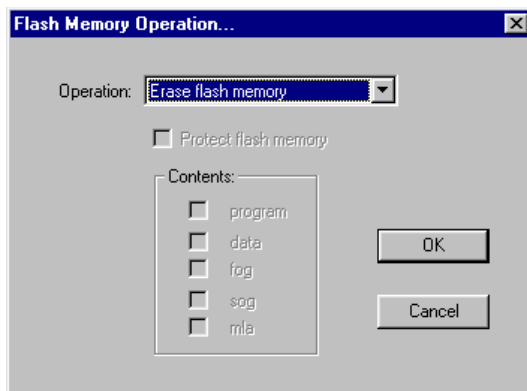 Flash Memory Operation...
Operation: Erase flash memory
Protect flash memory
Contents:
program
data
fog
sog
mla
OK
Cancel